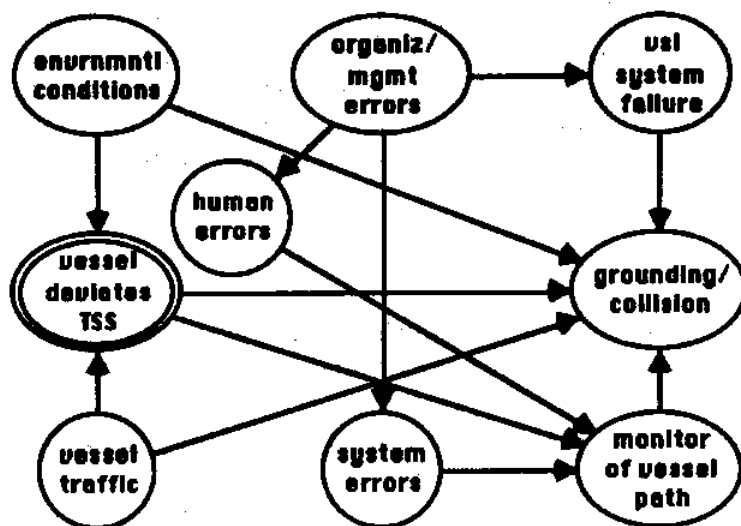 envrnmntl
conditions
organiz/
mgmt
errors
vsl
system
failure
human
errors
vessel
deviates
TSS
grounding/
collision
vessel
traffic
system
errors
monitor
of vessel
path